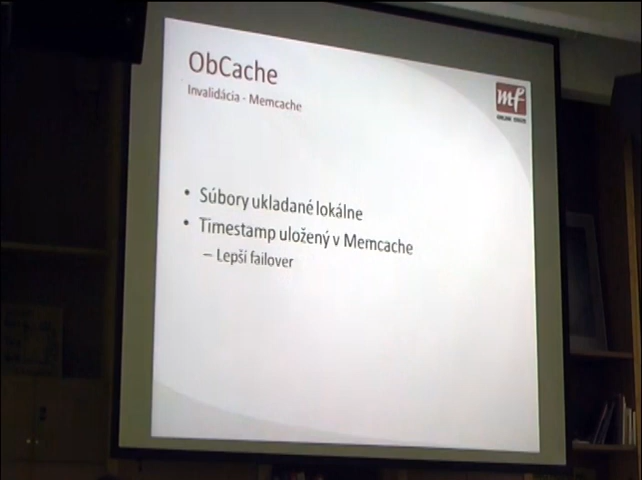 ObCache
Invalidácia - Memcache
mf
• Súbory ukladané lokálne
• Timestamp uložený v Memcache
– Lepší failover